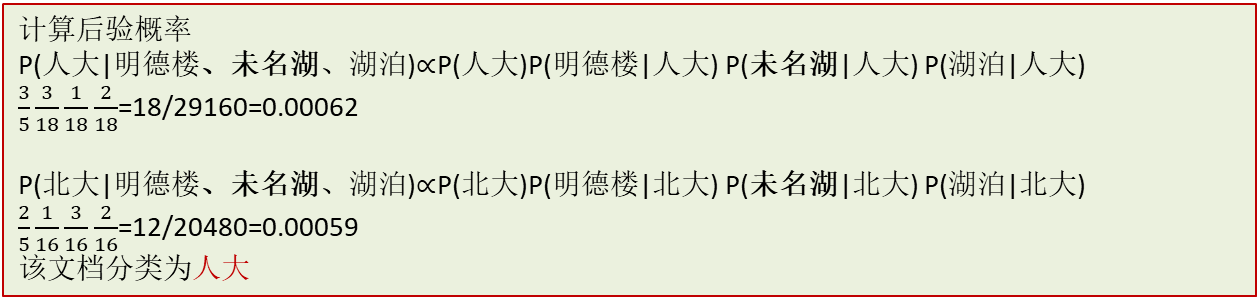 计算后验概率
P(人大|明德楼、未名湖、湖泊)∝P(人大)P(明德楼|人大) P(未名湖|人大) P(湖泊|人大)
3/5 3/18 1/18 2/18=18/29160=0.00062
P(北大|明德楼、未名湖、湖泊)∝P(北大)P(明德楼|北大) P(未名湖|北大) P(湖泊|北大)
2/5 1/16 3/16 2/16=12/20480=0.00059
该文档分类为人大